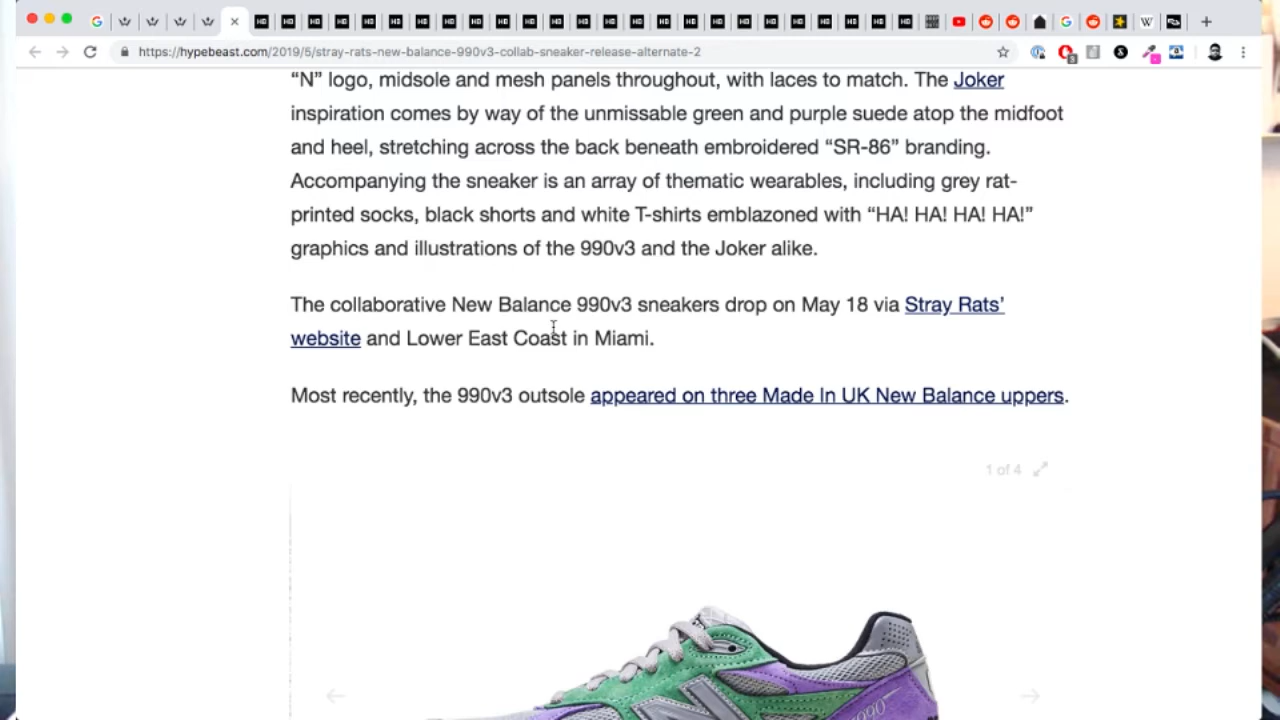 https://hypebeast.com/2019/5/stray-rats-new-balance-990v3-collab-sneaker-release-alternate-2
“N” logo, midsole and mesh panels throughout, with laces to match. The Joker
inspiration comes by way of the unmissable green and purple suede atop the midfoot
and heel, stretching across the back beneath embroidered “SR-86” branding.
Accompanying the sneaker is an array of thematic wearables, including grey rat-
printed socks, black shorts and white T-shirts emblazoned with “HA! HA! HA! HA!”
graphics and illustrations of the 990v3 and the Joker alike.
The collaborative New Balance 990v3 sneakers drop on May 18 via Stray Rats’
website and Lower East Coast in Miami.
Most recently, the 990v3 outsole appeared on three Made In UK New Balance uppers.
1 of 4
990